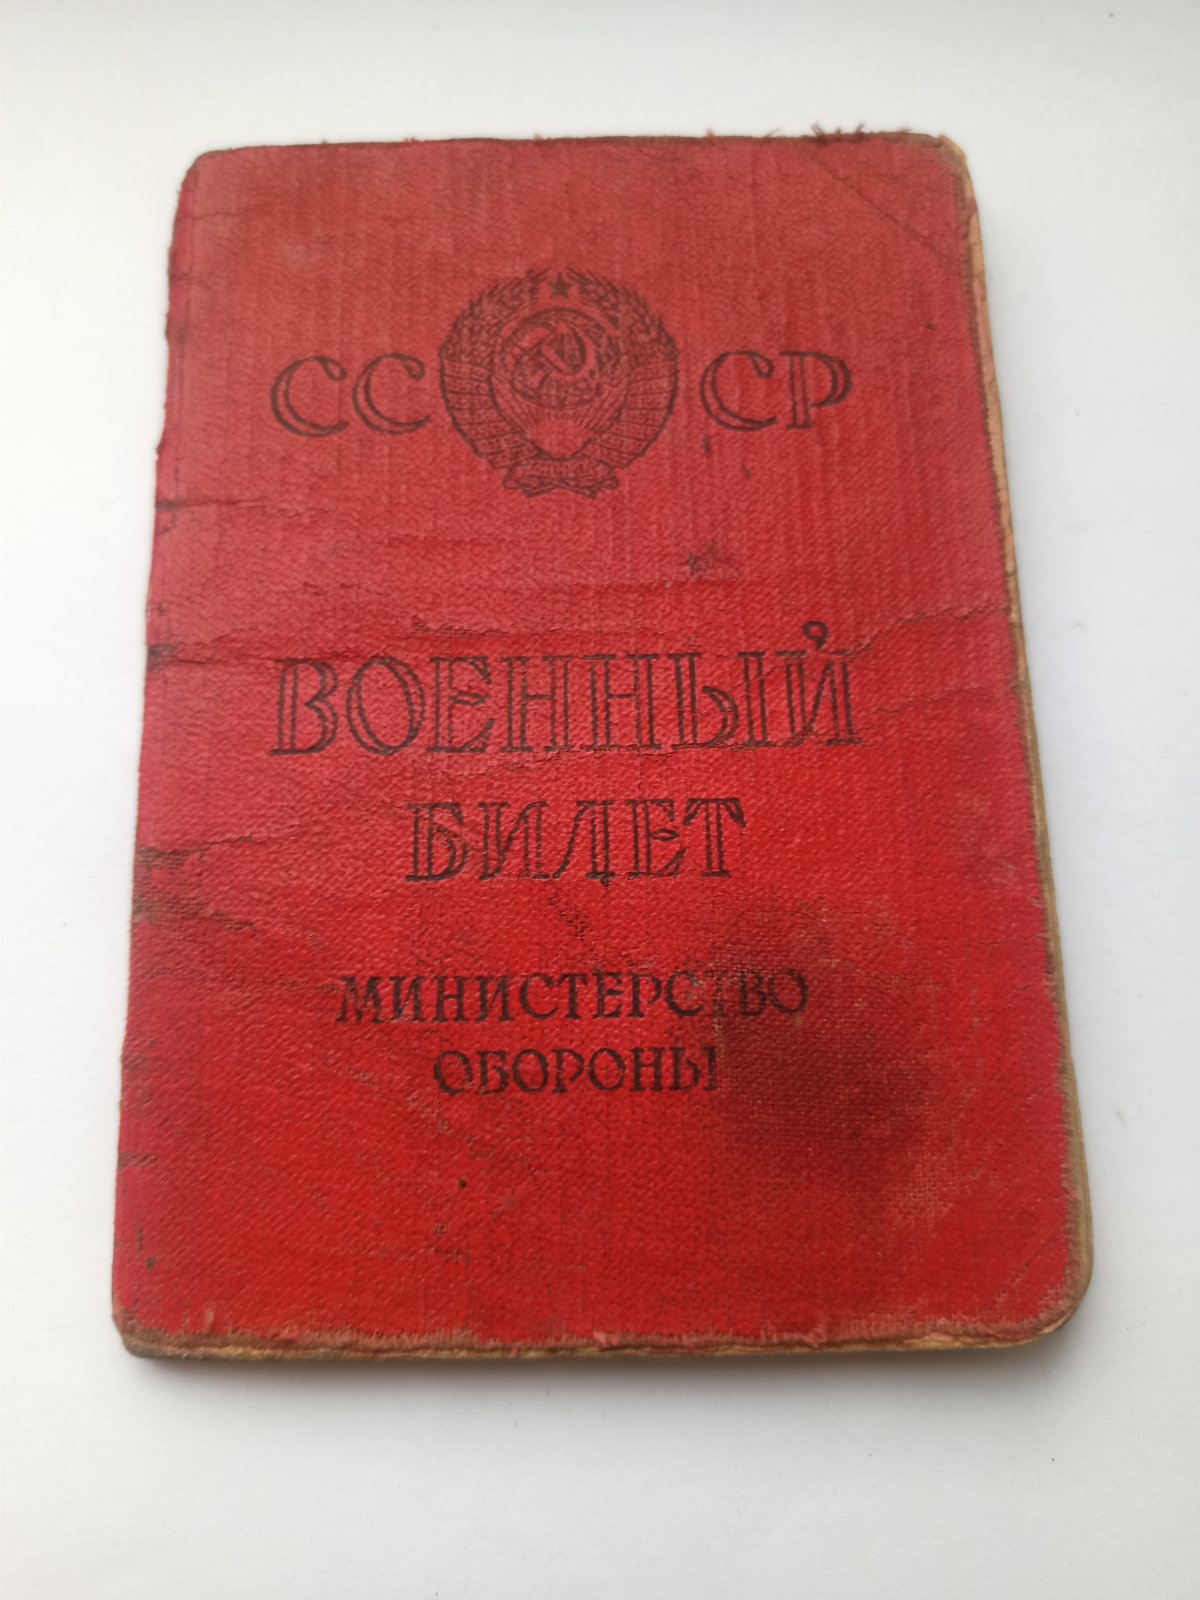 СССР
ВОЕННЫЙ
БИЛЕТ
МИНИСТЕРСТВО
ОБОРОНЫ